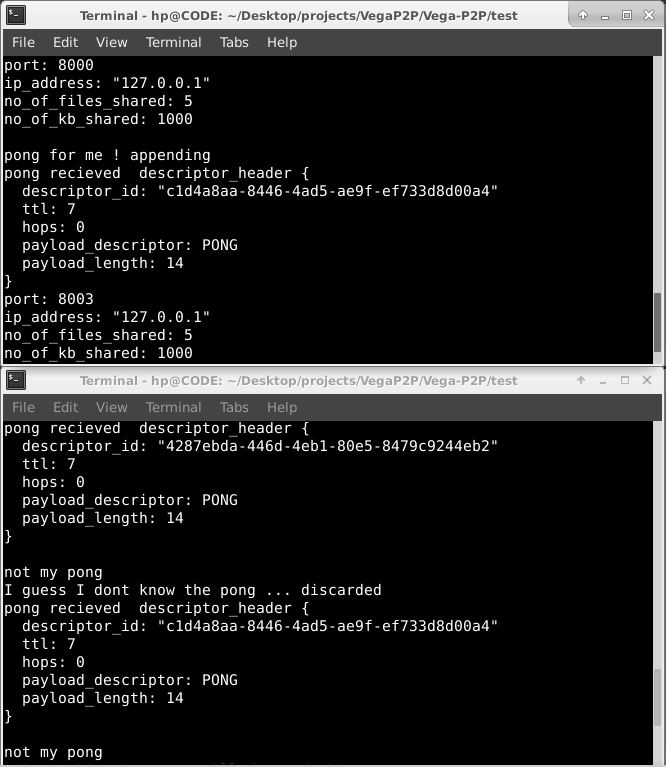 Terminal - hp@CODE: ~/Desktop/projects/VegaP2P/Vega-P2P/test
File Edit View Terminal Tabs Help
port: 8000
ip_address: "127.0.0.1"
no_of_files_shared: 5
no_of_kb_shared: 1000
pong for me ! appending
pong recieved  descriptor_header {
  descriptor_id: "c1d4a8aa-8446-4ad5-ae9f-ef733d8d00a4"
  ttl: 7
  hops: 0
  payload_descriptor: PONG
  payload_length: 14
}
port: 8003
ip_address: "127.0.0.1"
no_of_files_shared: 5
no_of_kb_shared: 1000
Terminal - hp@CODE: ~/Desktop/projects/VegaP2P/Vega-P2P/test
File Edit View Terminal Tabs Help
pong recieved  descriptor_header {
  descriptor_id: "4287ebda-446d-4eb1-80e5-8479c9244eb2"
  ttl: 7
  hops: 0
  payload_descriptor: PONG
  payload_length: 14
}
not my pong
I guess I dont know the pong ... discarded
pong recieved  descriptor_header {
  descriptor_id: "c1d4a8aa-8446-4ad5-ae9f-ef733d8d00a4"
  ttl: 7
  hops: 0
  payload_descriptor: PONG
  payload_length: 14
}
not my pong